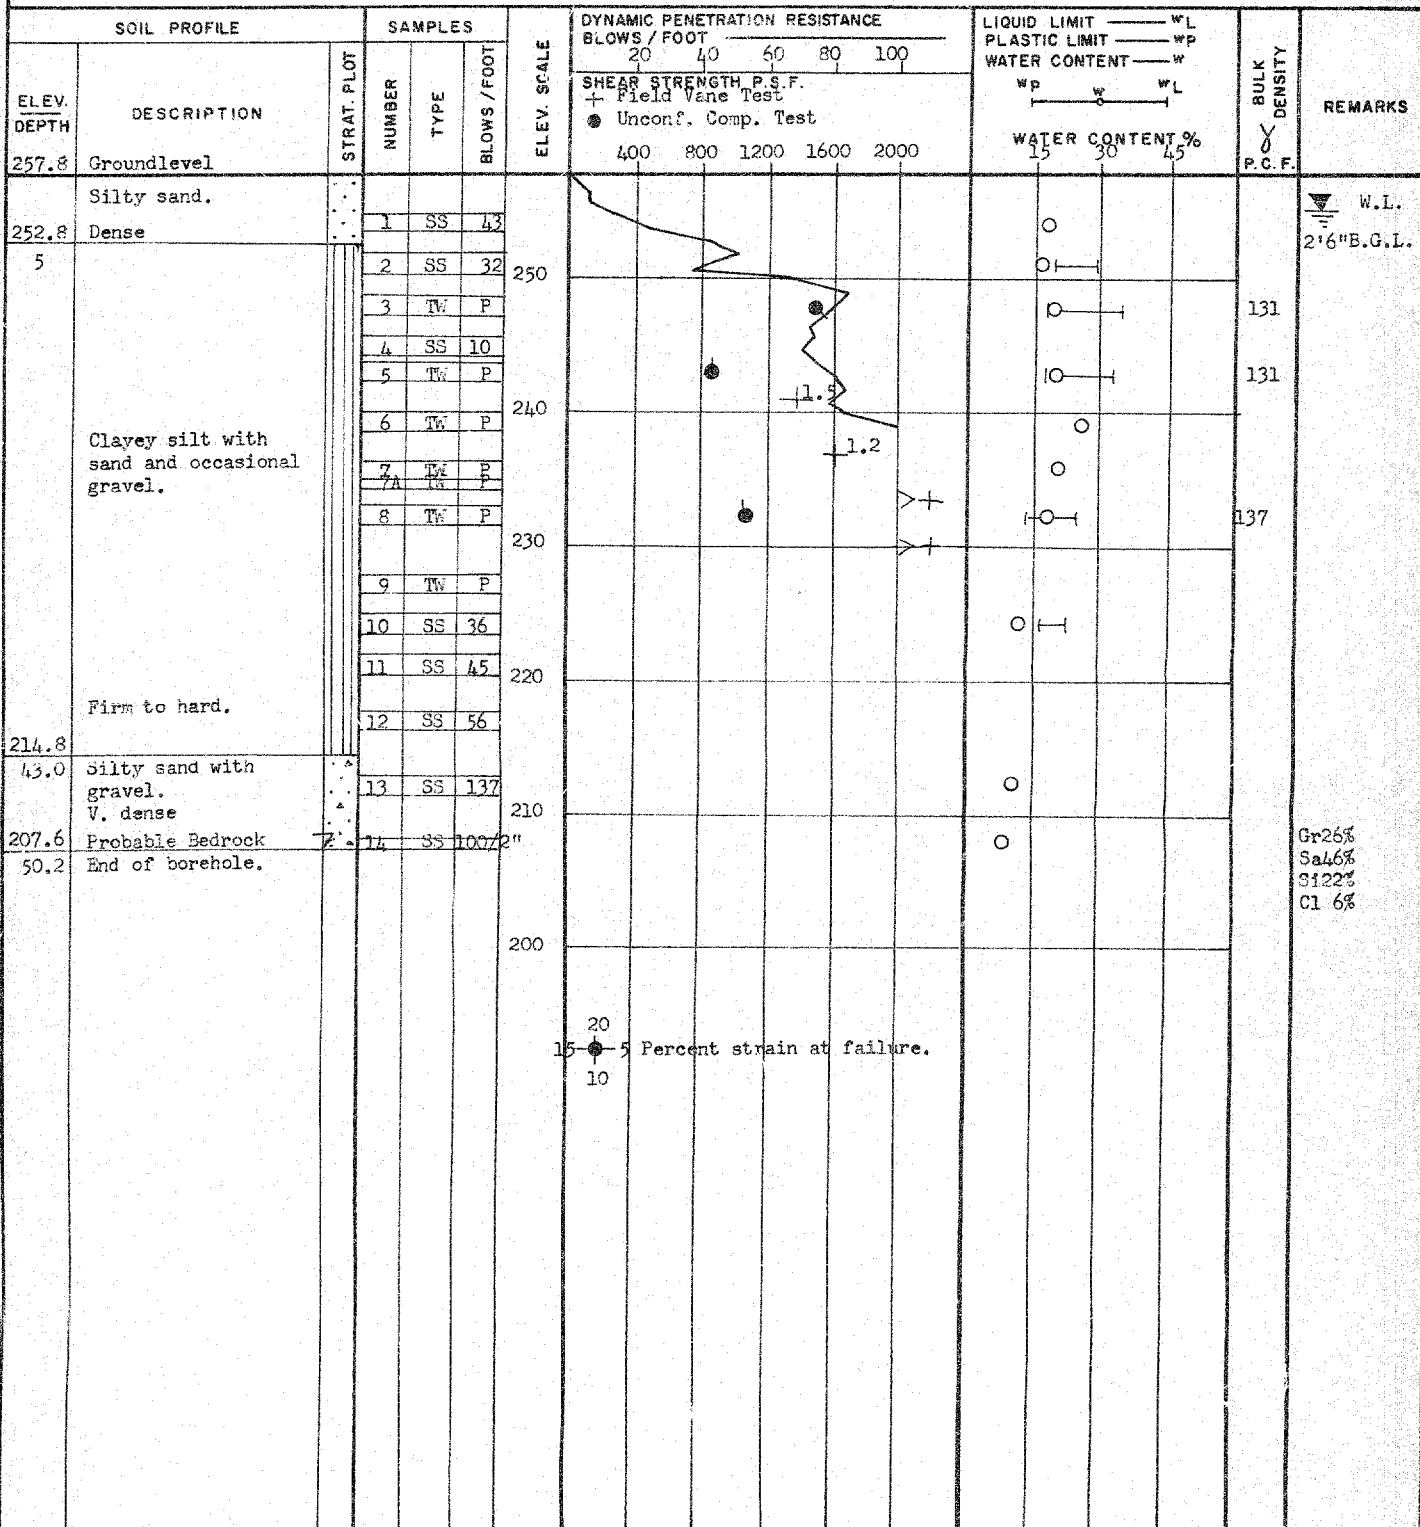 SOIL PROFILE
SAMPLES
ELEV. SCALE
DYNAMIC PENETRATION RESISTANCE
BLOWS / FOOT
20 40 60 80 100
SHEAR STRENGTH P.S.F.
+ Field Vane Test
● Unconf. Comp. Test
400 800 1200 1600 2000
LIQUID LIMIT wL
PLASTIC LIMIT wP
WATER CONTENT w
wP w wL
WATER CONTENT %
15 30 45
BULK DENSITY
γ
P.C.F.
REMARKS
ELEV.
DEPTH
DESCRIPTION
STRAT. PLOT
NUMBER
TYPE
BLOWS / FOOT
257.8 Groundlevel
Silty sand.
W.L.
1 SS 43
252.8 Dense
2'6"B.G.L.
5
2 SS 32
250
3 TW P
131
4 SS 10
5 TW P
131
1.5
240
6 TW P
Clayey silt with
1.2
sand and occasional
7 TW P
gravel.
7A TW P
8 TW P
137
230
9 TW P
10 SS 36
11 SS 45
220
Firm to hard.
12 SS 56
214.8
43.0 Silty sand with
gravel.
13 SS 137
V. dense
210
207.6 Probable Bedrock
14 SS 100/2"
Gr26%
50.2 End of borehole.
Sa46%
Si22%
Cl 6%
200
20
15 5 Percent strain at failure.
10